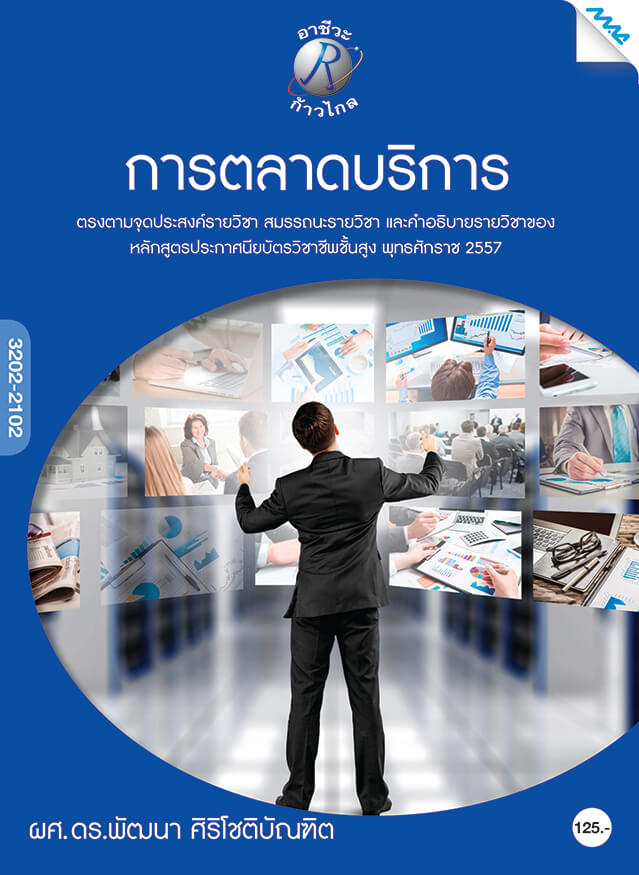 แม็ค
อาชีวะ
R
ก้าวไกล
การตลาดบริการ
ตรงตามจุดประสงค์รายวิชา สมรรถนะรายวิชา และคำอธิบายรายวิชาของ
หลักสูตรประกาศนียบัตรวิชาชีพชั้นสูง พุทธศักราช 2557
3202-2102
ผศ.ดร.พัฒนา ศิริโชติบัณฑิต
125.-